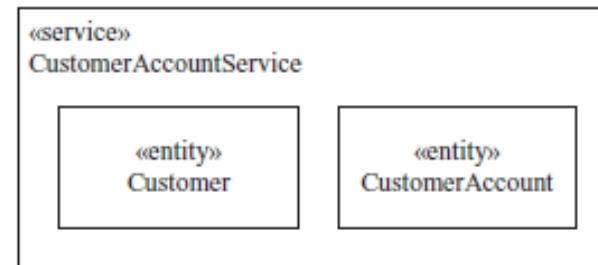 «service»
CustomerAccountService
«entity»
Customer
«entity»
CustomerAccount